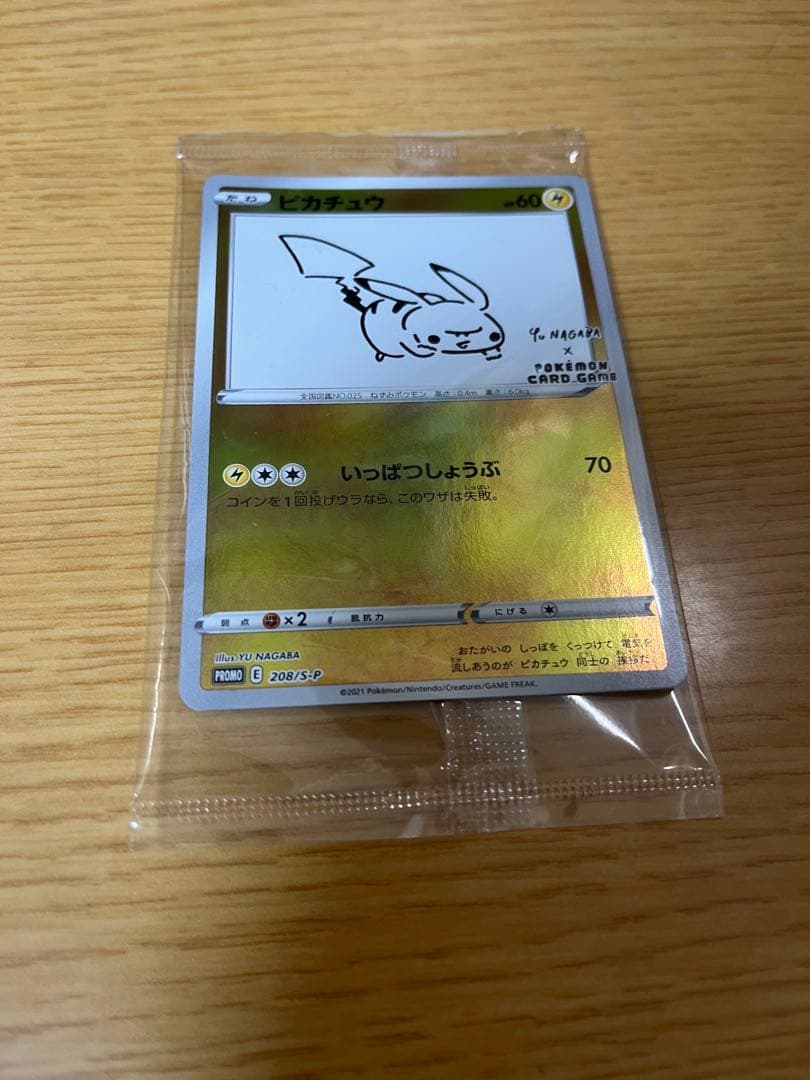 たね ピカチュウ HP60
Yu NAGABA
×
POKÉMON
CARD GAME
全国図鑑NO.025 ねずみポケモン 高さ:0.4m 重さ:6.0kg
いっぱつしょうぶ 70
コインを1回投げウラなら、このワザは失敗。
弱点 ×2 抵抗力 にげる
Illus. YU NAGABA
おたがいの しっぽを くっつけて 電気を
流しあうのが ピカチュウ 同士の 挨拶だ
PROMO E 208/S-P
©2021 Pokémon/Nintendo/Creatures/GAME FREAK.